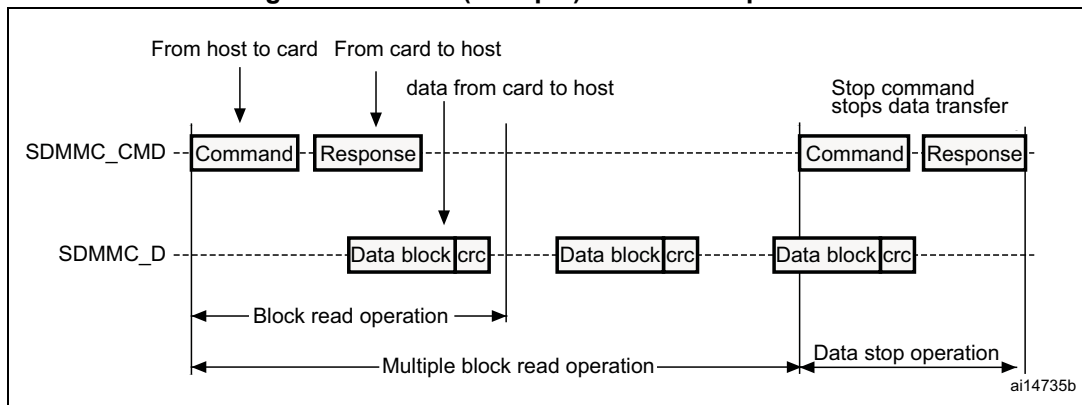 From host to card From card to host
data from card to host
Stop command
stops data transfer
SDMMC_CMD Command Response Command Response
SDMMC_D Data block crc Data block crc Data block crc
Block read operation
Data stop operation
Multiple block read operation
ai14735b